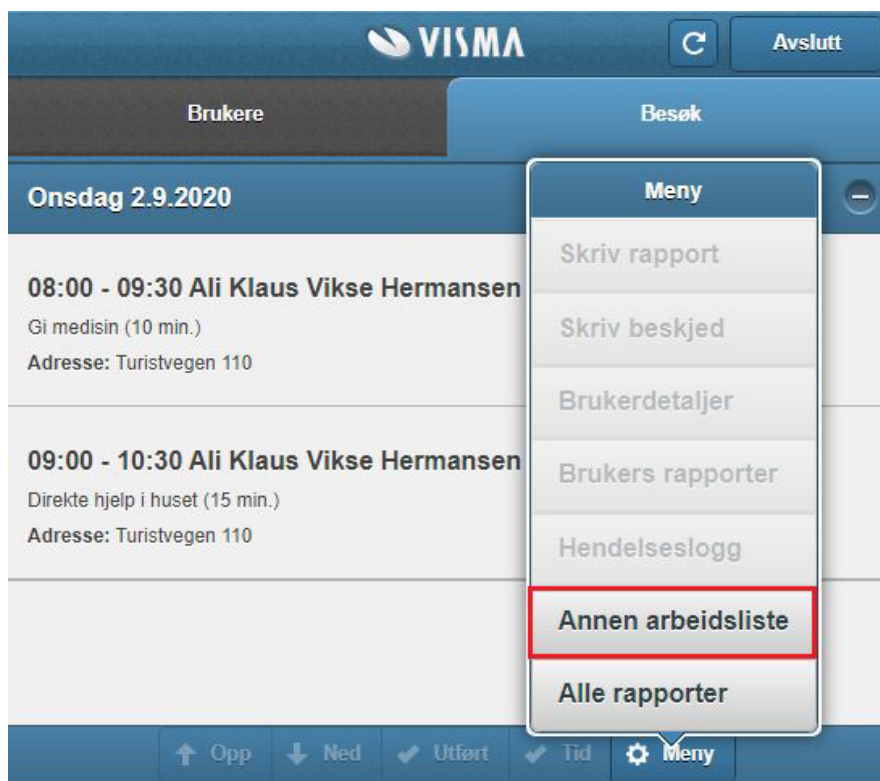 VISMA
Avslutt
Brukere
Besøk
Onsdag 2.9.2020
08:00 - 09:30 Ali Klaus Vikse Hermansen
Gi medisin (10 min.)
Adresse: Turistvegen 110
09:00 - 10:30 Ali Klaus Vikse Hermansen
Direkte hjelp i huset (15 min.)
Adresse: Turistvegen 110
Meny
Skriv rapport
Skriv beskjed
Brukerdetaljer
Brukers rapporter
Hendelseslogg
Annen arbeidsliste
Alle rapporter
Opp
Ned
Utført
Tid
Meny